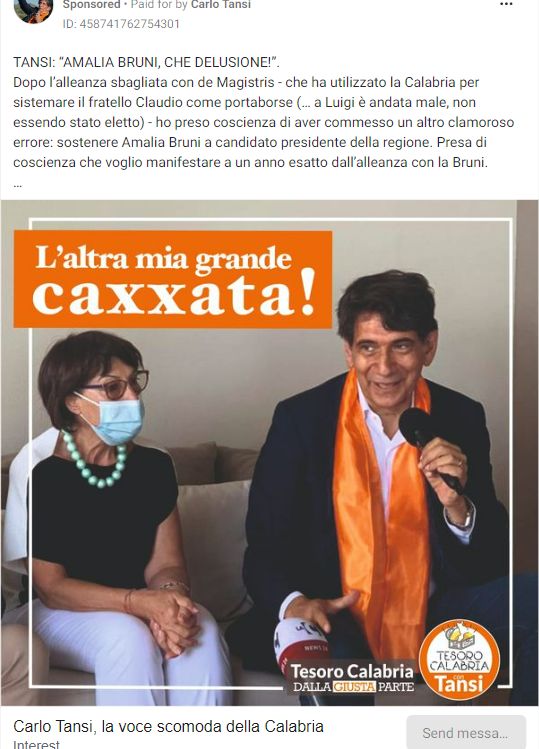 Sponsored • Paid for by Carlo Tansi
ID: 458741762754301
TANSI: “AMALIA BRUNI, CHE DELUSIONE!”.
Dopo l’alleanza sbagliata con de Magistris - che ha utilizzato la Calabria per
sistemare il fratello Claudio come portaborse (... a Luigi è andata male, non
essendo stato eletto) - ho preso coscienza di aver commesso un altro clamoroso
errore: sostenere Amalia Bruni a candidato presidente della regione. Presa di
coscienza che voglio manifestare a un anno esatto dall’alleanza con la Bruni.
...
L’altra mia grande
caxxata!
NEWS 24
Tesoro Calabria
DALLA GIUSTA PARTE
TESORO
CALABRIA
con
Tansi
Carlo Tansi, la voce scomoda della Calabria
Interest
Send messa...